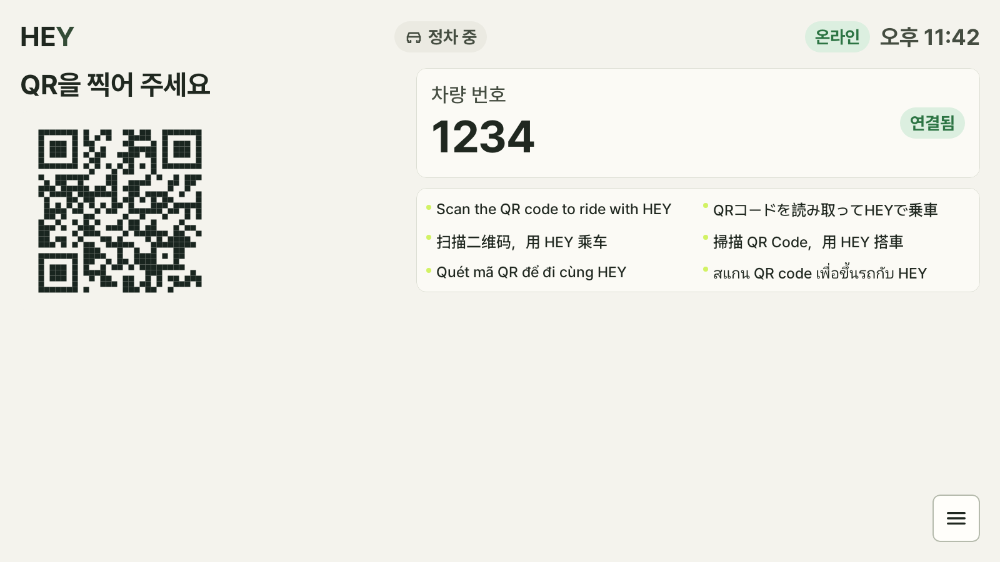 HEY
정차 중
온라인 오후 11:42
QR을 찍어 주세요
차량 번호
1234
연결됨
Scan the QR code to ride with HEY
QRコードを読み取ってHEYで乗車
扫描二维码，用 HEY 乘车
掃描 QR Code，用 HEY 搭車
Quét mã QR để đi cùng HEY
สแกน QR code เพื่อขึ้นรถกับ HEY